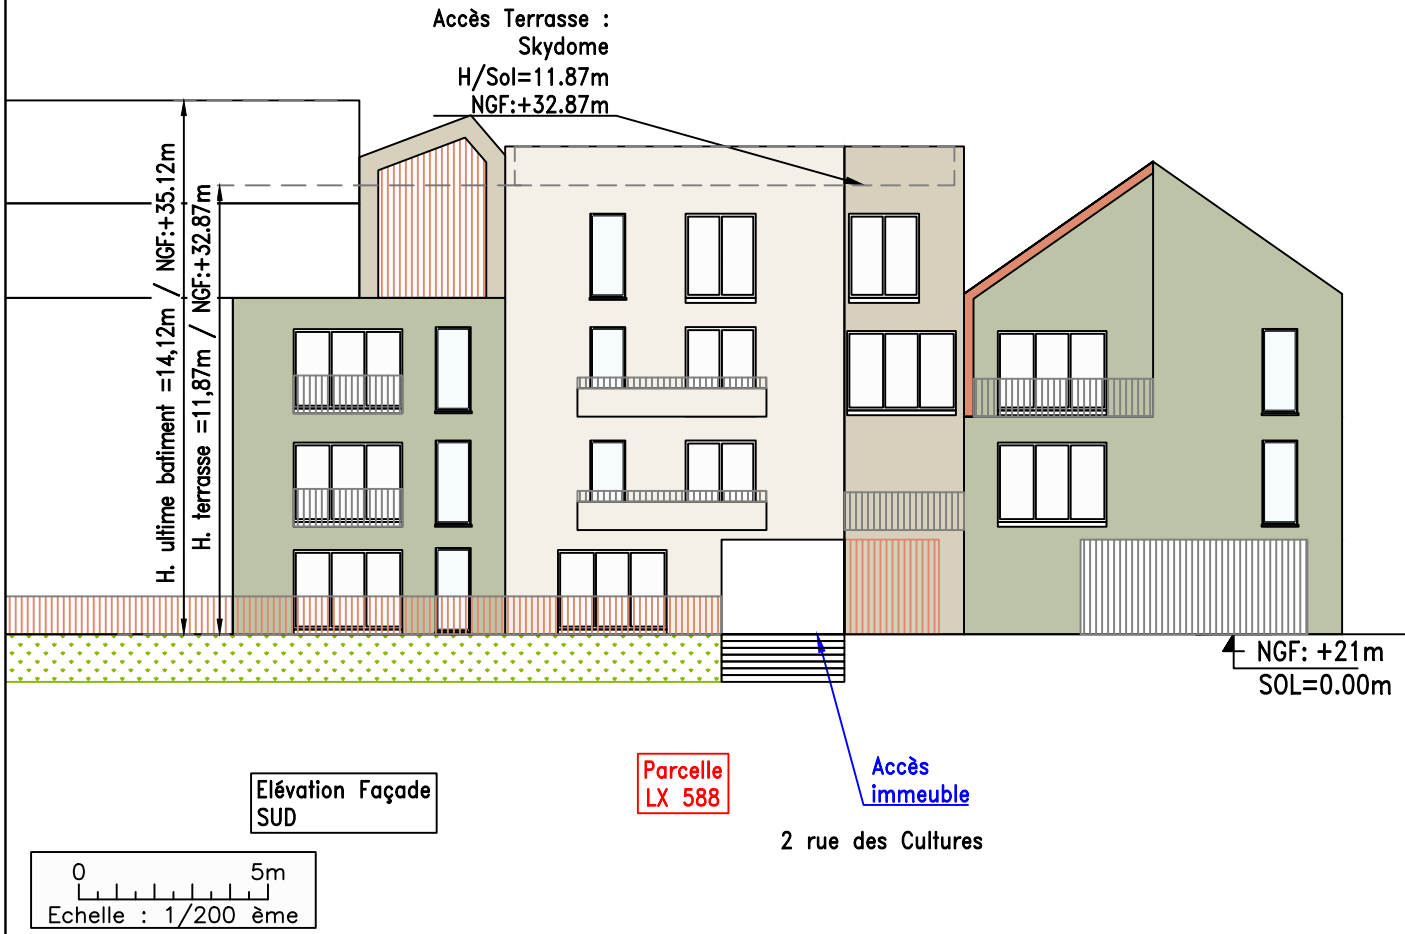 Accès Terrasse :
Skydome
H/Sol=11.87m
NGF:+32.87m
H. ultime batiment =14,12m / NGF:+35.12m
H. terrasse =11,87m / NGF:+32.87m
NGF: +21m
SOL=0.00m
Elévation Façade
SUD
Parcelle
LX 588
Accès
immeuble
2 rue des Cultures
0 5m
Echelle : 1/200 ème